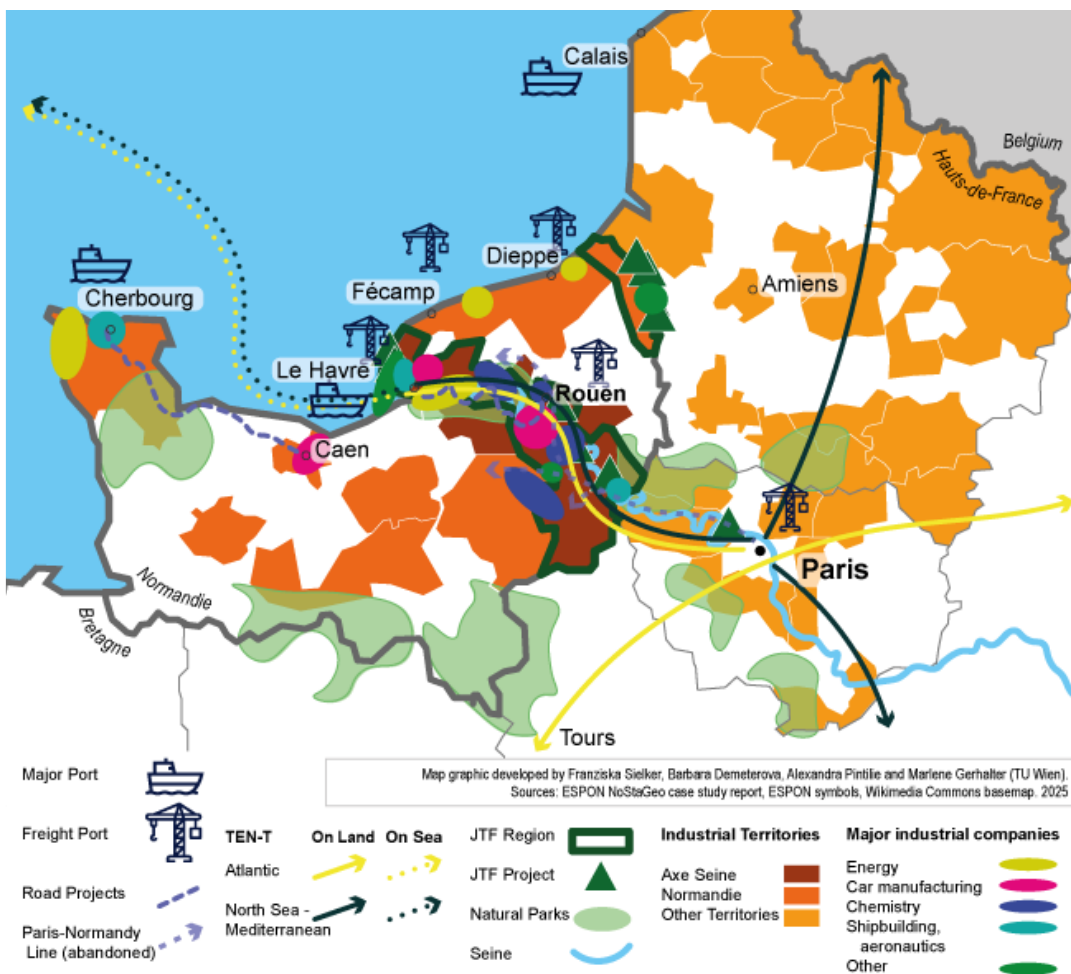 Calais
Belgium
Hauts-de-France
Dieppe
Cherbourg
Fécamp
Amiens
Le Havre
Rouen
Caen
Paris
Normandie
Bretagne
Tours
Map graphic developed by Franziska Sielker, Barbara Demeterova, Alexandra Pintilie and Marlene Gerhalter (TU Wien).
Sources: ESPON NoStaGeo case study report, ESPON symbols, Wikimedia Commons basemap. 2025
Major Port
Freight Port
Road Projects
Paris-Normandy
Line (abandoned)
TEN-T On Land On Sea
Atlantic
North Sea -
Mediterranean
JTF Region
JTF Project
Natural Parks
Seine
Industrial Territories
Axe Seine
Normandie
Other Territories
Major industrial companies
Energy
Car manufacturing
Chemistry
Shipbuilding,
aeronautics
Other